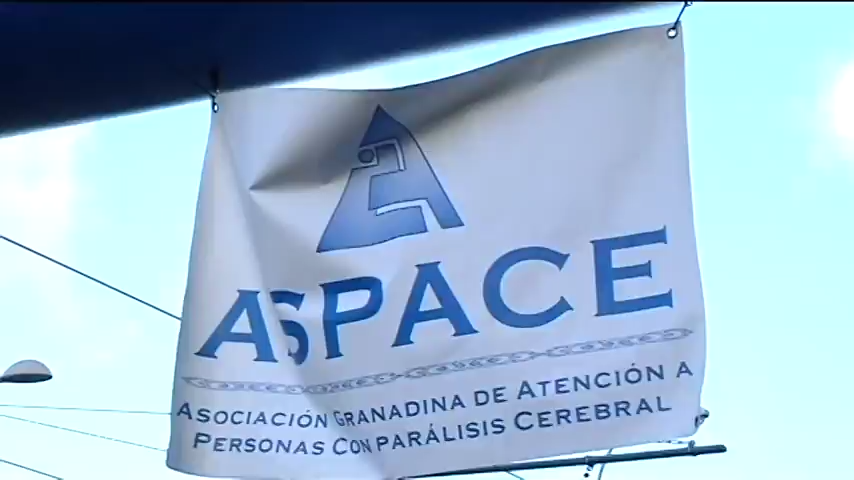 ASPACE
ASOCIACIÓN GRANADINA DE ATENCIÓN A
PERSONAS CON PARÁLISIS CEREBRAL